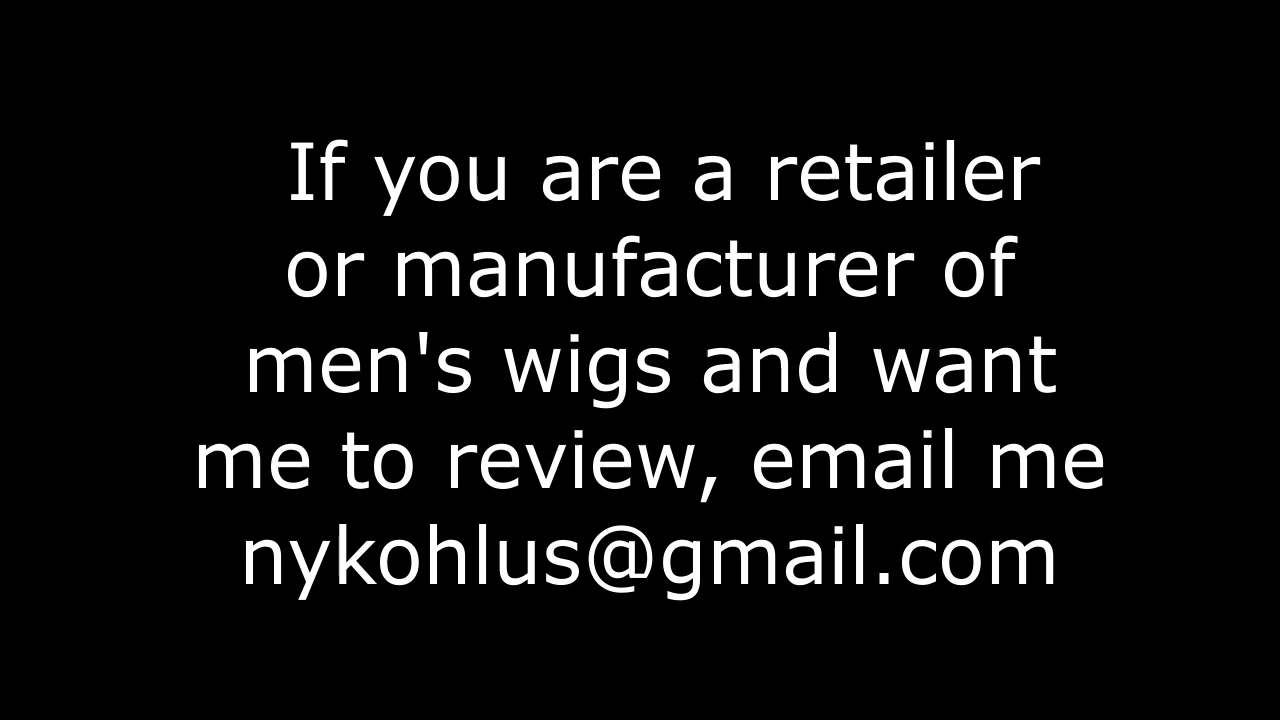 If you are a retailer
or manufacturer of
men's wigs and want
me to review, email me
nykohlus@gmail.com